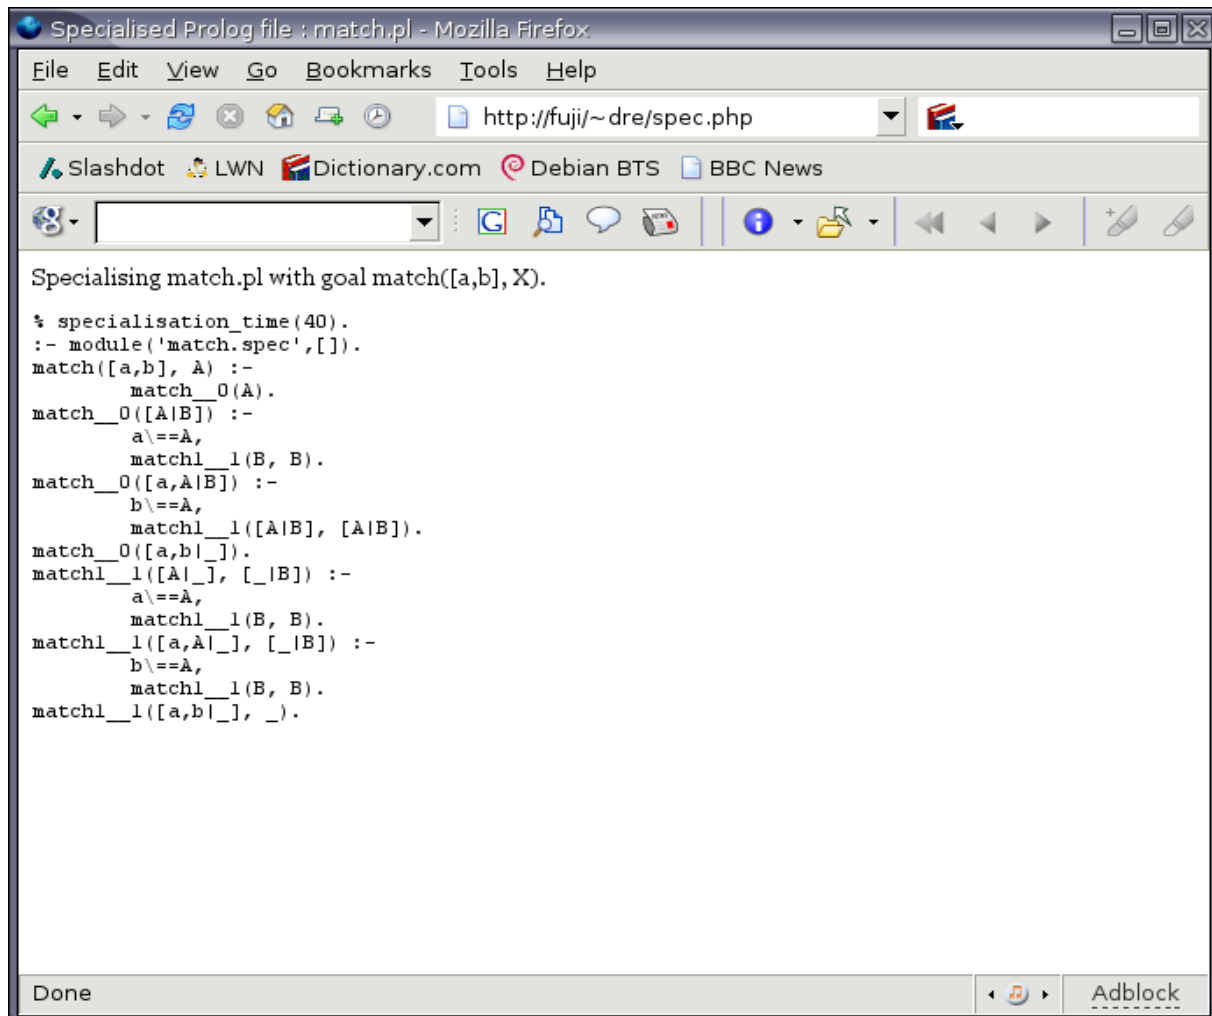 Specialised Prolog file : match.pl - Mozilla Firefox
File Edit View Go Bookmarks Tools Help
http://fuji/~dre/spec.php
Slashdot LWN Dictionary.com Debian BTS BBC News
Specialising match.pl with goal match([a,b], X).
% specialisation_time(40).
:- module('match.spec',[]).
match([a,b], A) :-
        match__0(A).
match__0([A|B]) :-
        a\==A,
        match1__1(B, B).
match__0([a,A|B]) :-
        b\==A,
        match1__1([A|B], [A|B]).
match__0([a,b|_]).
match1__1([A|_], [_|B]) :-
        a\==A,
        match1__1(B, B).
match1__1([a,A|_], [_|B]) :-
        b\==A,
        match1__1(B, B).
match1__1([a,b|_], _).
Done Adblock